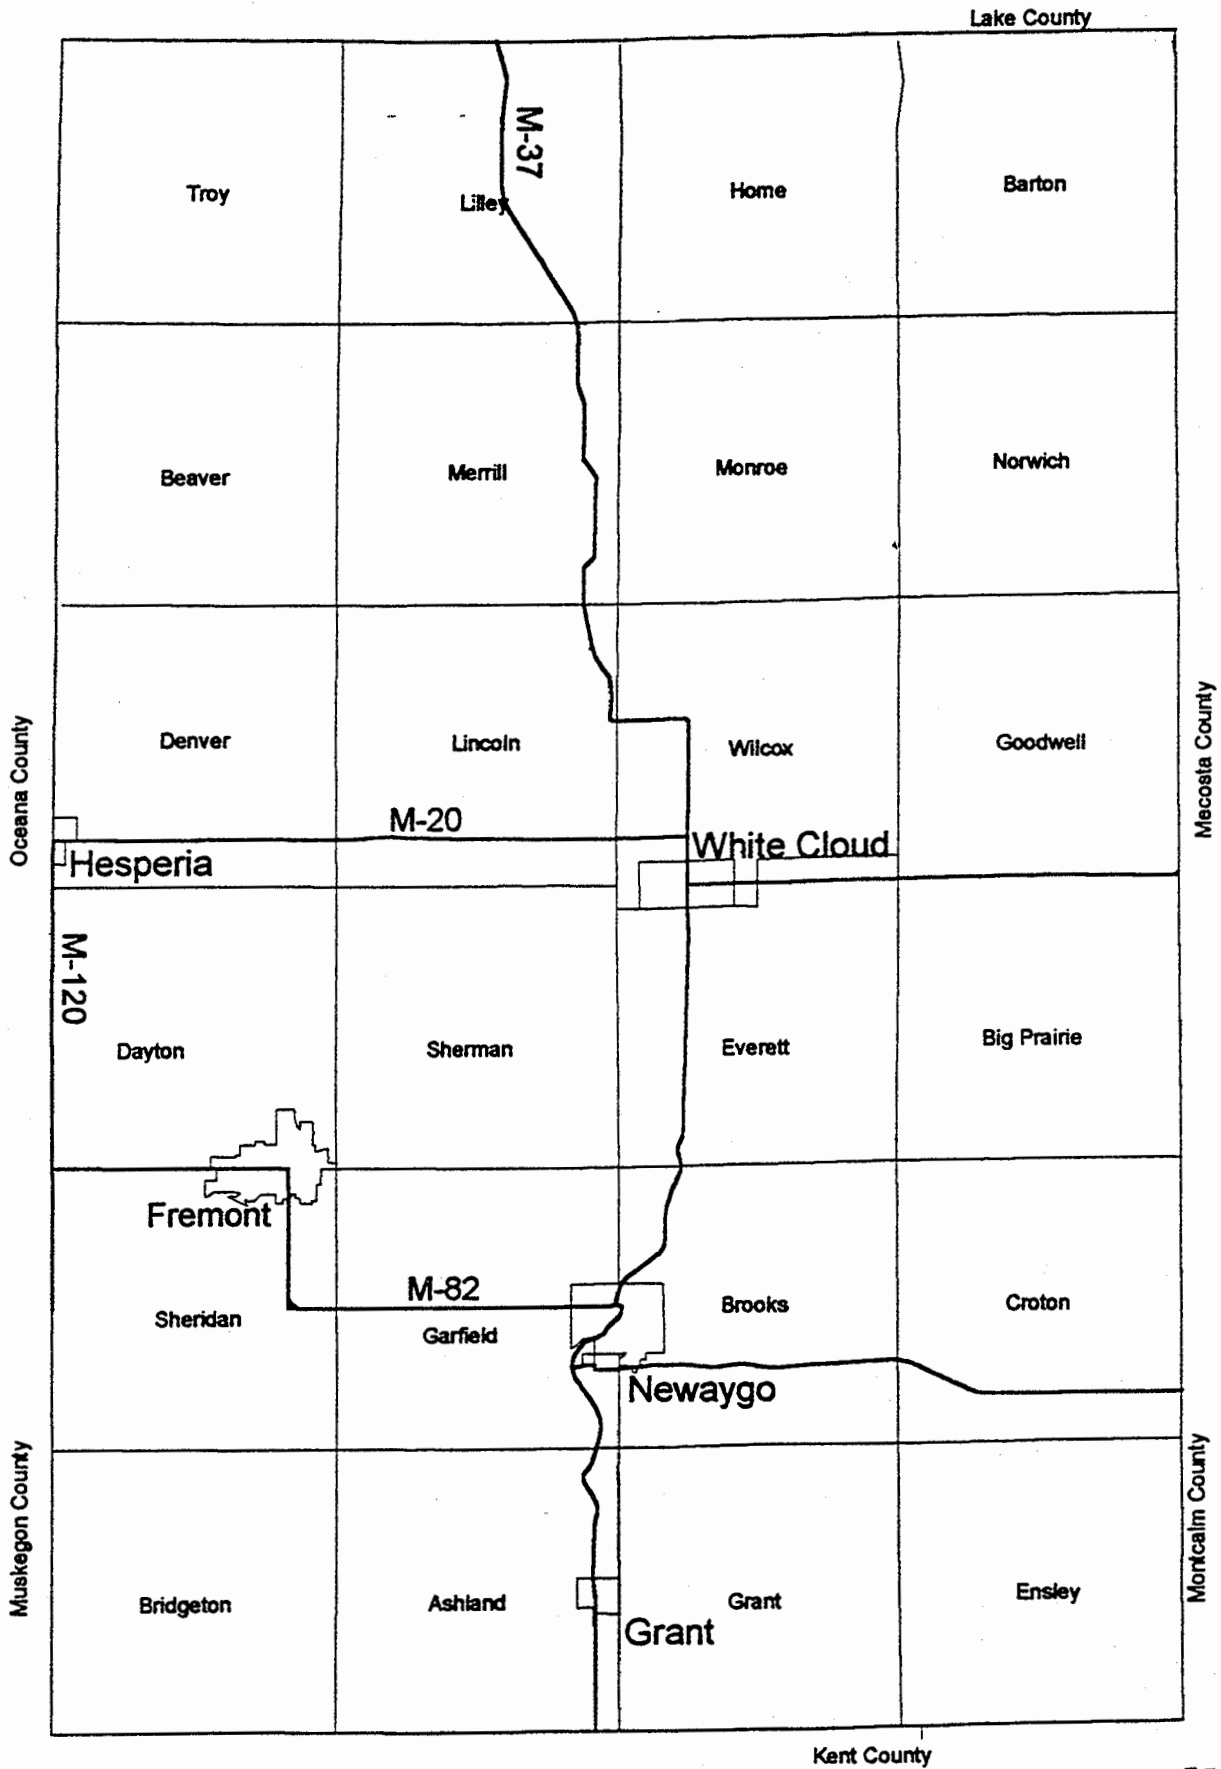 Lake County
M-37
Troy
Lilley
Home
Barton
Beaver
Merrill
Monroe
Norwich
Oceana County
Mecosta County
Denver
Lincoln
Wilcox
Goodwell
M-20
White Cloud
Hesperia
M-120
Dayton
Sherman
Everett
Big Prairie
Fremont
M-82
Sheridan
Garfield
Brooks
Croton
Newaygo
Muskegon County
Montcalm County
Bridgeton
Ashland
Grant
Ensley
Grant
Kent County